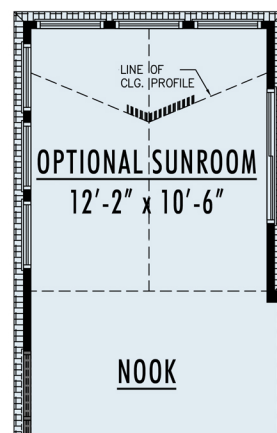 LINE OF
CLG. PROFILE
OPTIONAL SUNROOM
12'-2" x 10'-6"
NOOK